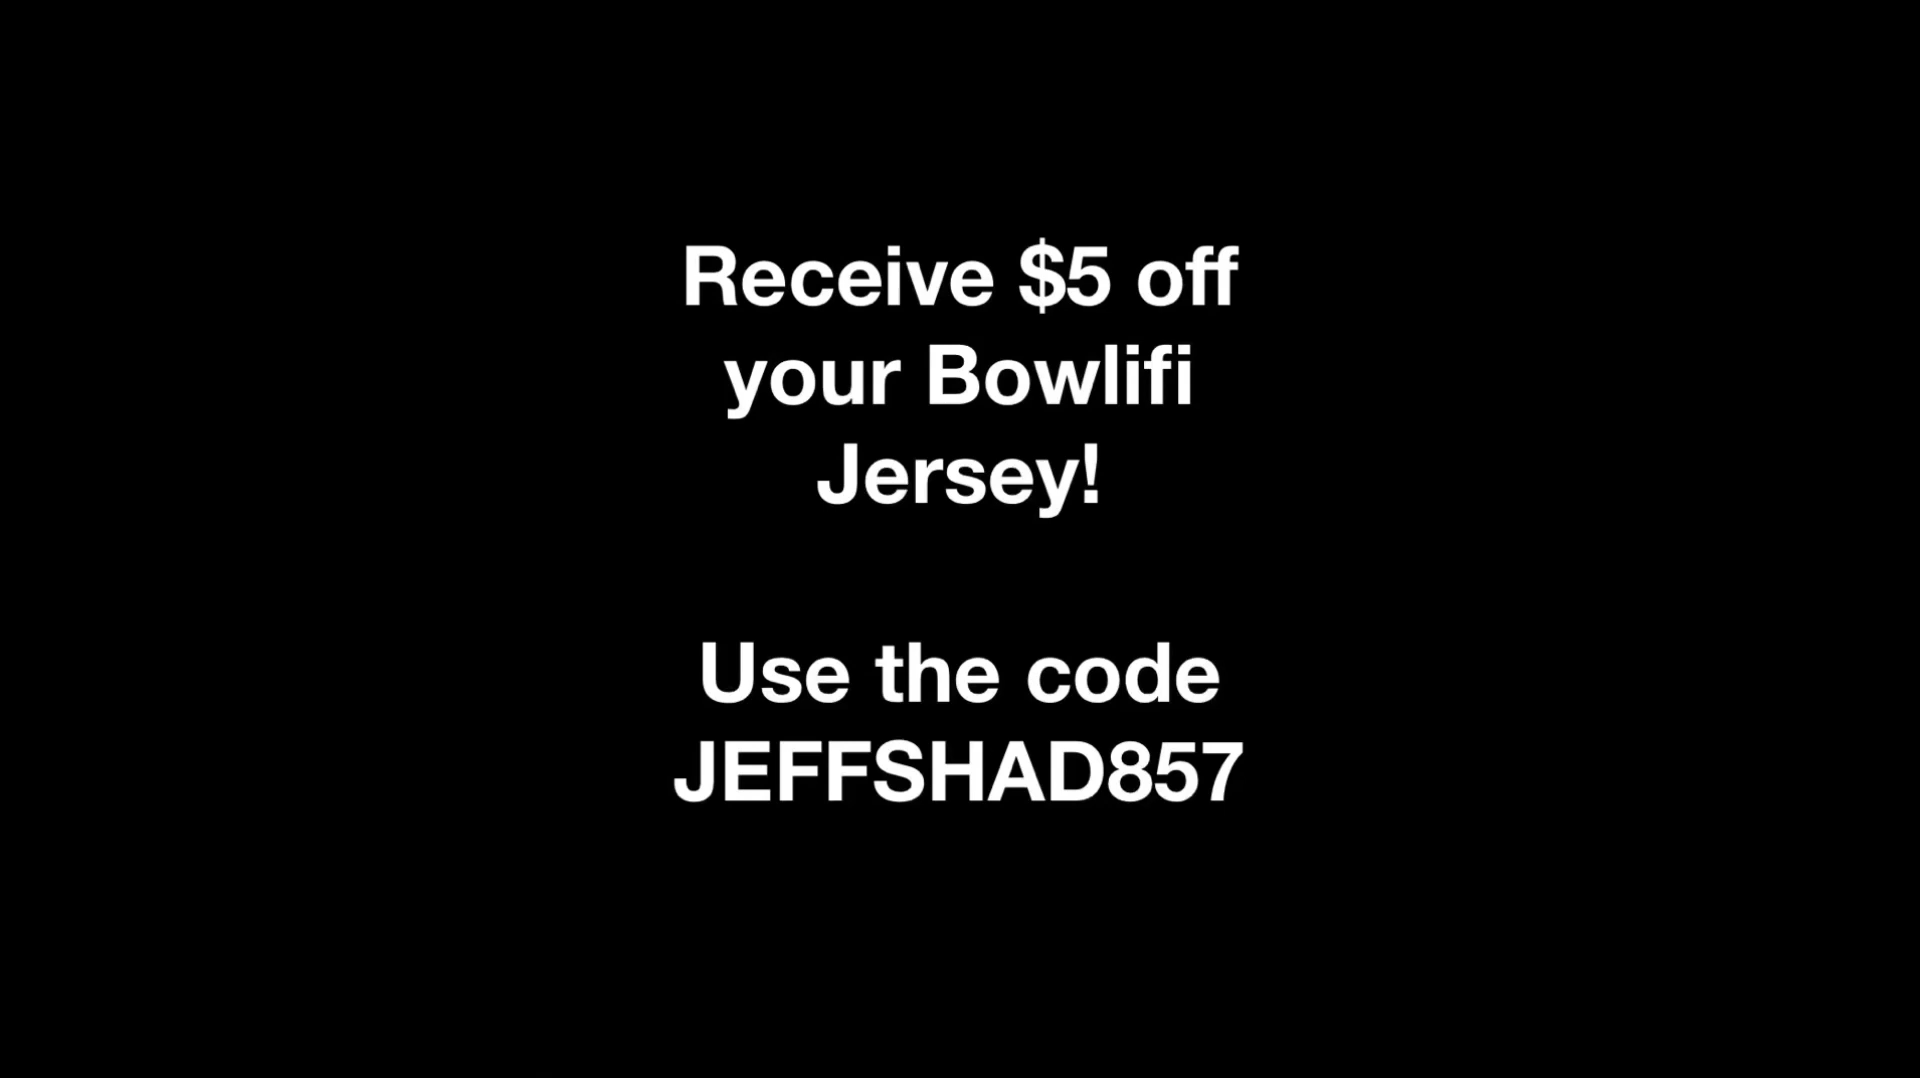 Receive $5 off
your Bowlifi
Jersey!
Use the code
JEFFSHAD857